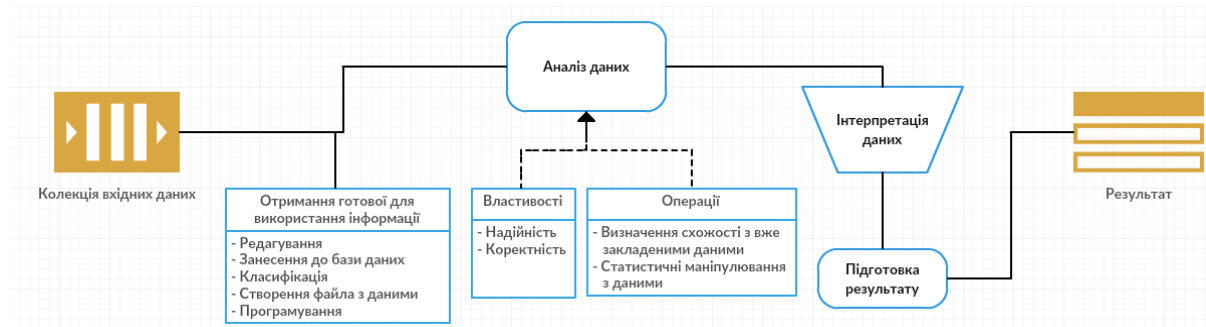 Колекція вхідних даних
Отримання готової для
використання інформації
- Редагування
- Занесення до бази даних
- Класифікація
- Створення файла з даними
- Програмування
Аналіз даних
Властивості
- Надійність
- Коректність
Операції
- Визначення схожості з вже
закладеними даними
- Статистичні маніпулювання
з даними
Інтерпретація
даних
Підготовка
результату
Результат